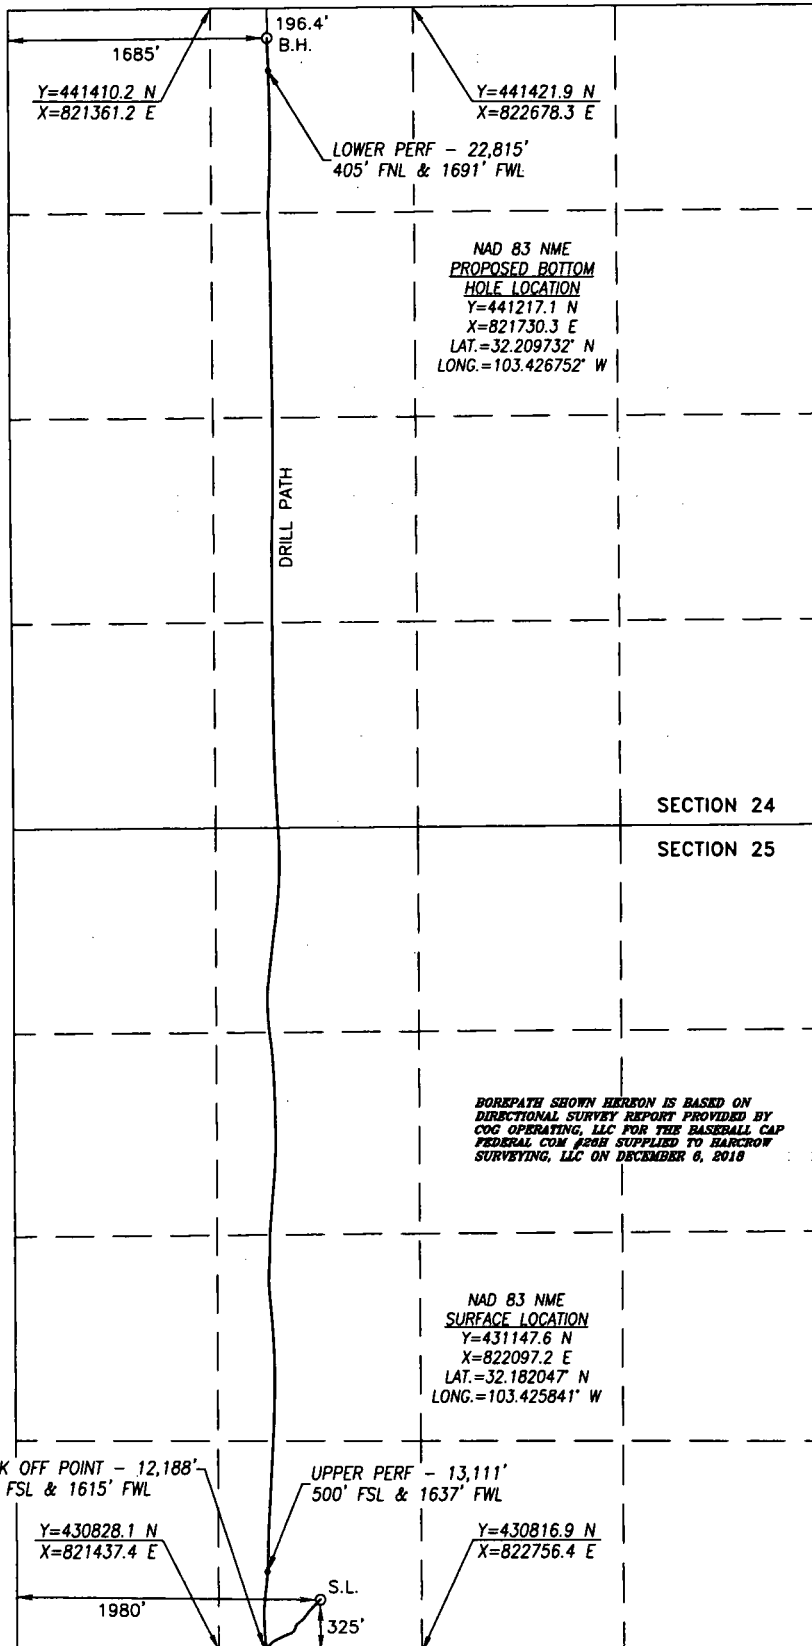 196.4'
B.H.
1685'
Y=441410.2 N
X=821361.2 E
Y=441421.9 N
X=822678.3 E
LOWER PERF - 22,815'
405' FNL & 1691' FWL
NAD 83 NME
PROPOSED BOTTOM
HOLE LOCATION
Y=441217.1 N
X=821730.3 E
LAT.=32.209732° N
LONG.=103.426752° W
DRILL PATH
SECTION 24
SECTION 25
BOREPATH SHOWN HEREON IS BASED ON
DIRECTIONAL SURVEY REPORT PROVIDED BY
COG OPERATING, LLC FOR THE BASEBALL CAP
FEDERAL COM #26H SUPPLIED TO HARCROW
SURVEYING, LLC ON DECEMBER 6, 2018
NAD 83 NME
SURFACE LOCATION
Y=431147.6 N
X=822097.2 E
LAT.=32.182047° N
LONG.=103.425841° W
K OFF POINT - 12,188'
FSL & 1615' FWL
UPPER PERF - 13,111'
500' FSL & 1637' FWL
Y=430828.1 N
X=821437.4 E
Y=430816.9 N
X=822756.4 E
S.L.
1980'
325'